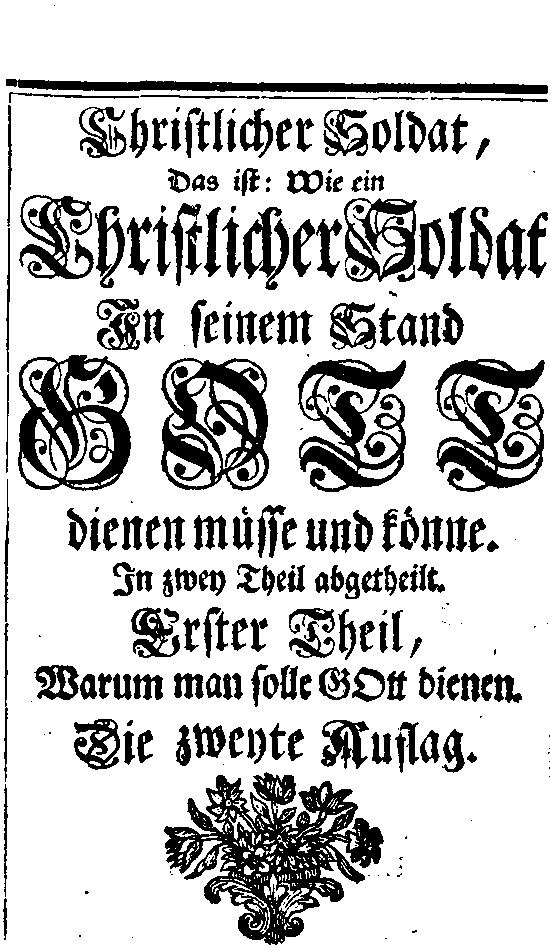 Christlicher Soldat,
Das ist: Wie ein
Christlicher Soldat
In seinem Stand
GOTT
dienen müsse und könne.
In zwey Theil abgetheilt.
Erster Theil,
Warum man solle GOtt dienen.
Die zweyte Auflag.